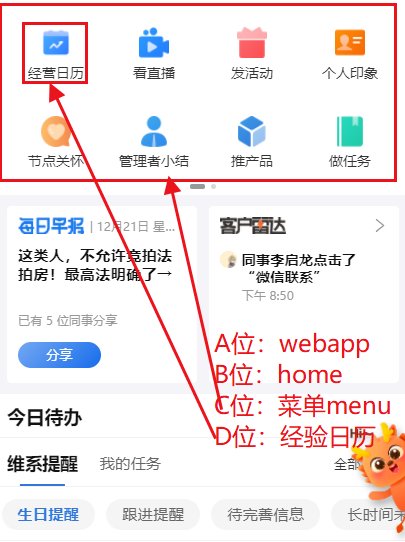 经营日历 看直播 发活动 个人印象
节点关怀 管理者小结 推产品 做任务
每日早报 | 12月21日 星...
客户雷达
这类人，不允许竞拍法
拍房！最高法明确了→
已有 5 位同事分享
分享
同事李启龙点击了
“微信联系”
下午 8:50
A位：webapp
B位：home
C位：菜单menu
D位：经验日历
今日待办
Hi
维系提醒 我的任务 全部
生日提醒 跟进提醒 待完善信息 长时间未